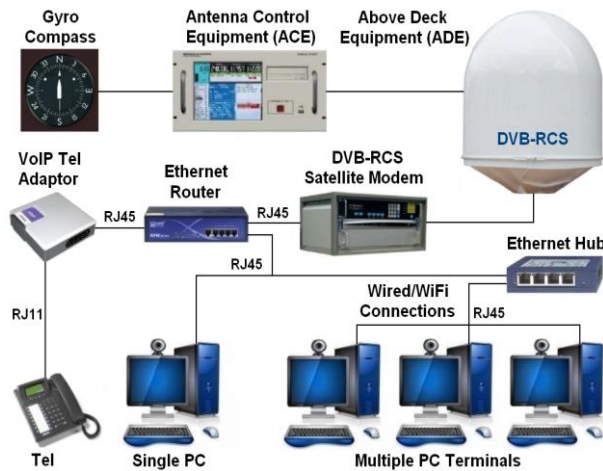 Gyro
Compass
Antenna Control
Equipment (ACE)
Above Deck
Equipment (ADE)
N
E
S
W
DVB-RCS
VoIP Tel
Adaptor
Ethernet
Router
DVB-RCS
Satellite Modem
RJ45
RJ45
Ethernet Hub
RJ45
Wired/WiFi
Connections
RJ45
RJ11
Tel
Single PC
Multiple PC Terminals